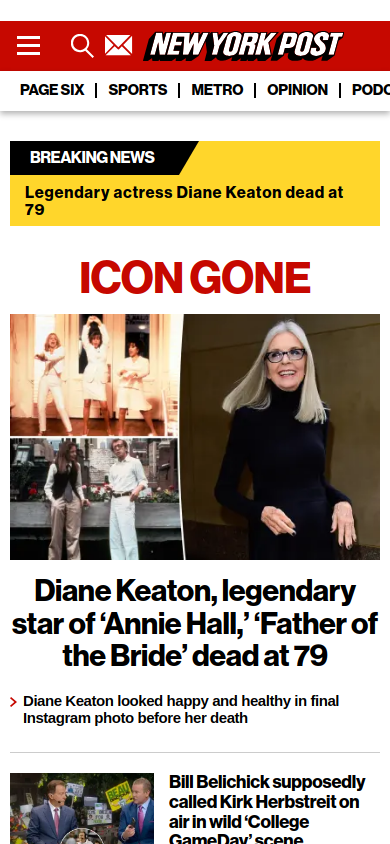 NEW YORK POST
PAGE SIX
SPORTS
METRO
OPINION
PODC
BREAKING NEWS
Legendary actress Diane Keaton dead at
79
ICON GONE
Diane Keaton, legendary
star of ‘Annie Hall,’ ‘Father of
the Bride’ dead at 79
Diane Keaton looked happy and healthy in final
Instagram photo before her death
Bill Belichick supposedly
called Kirk Herbstreit on
air in wild ‘College
GameDay’ scene